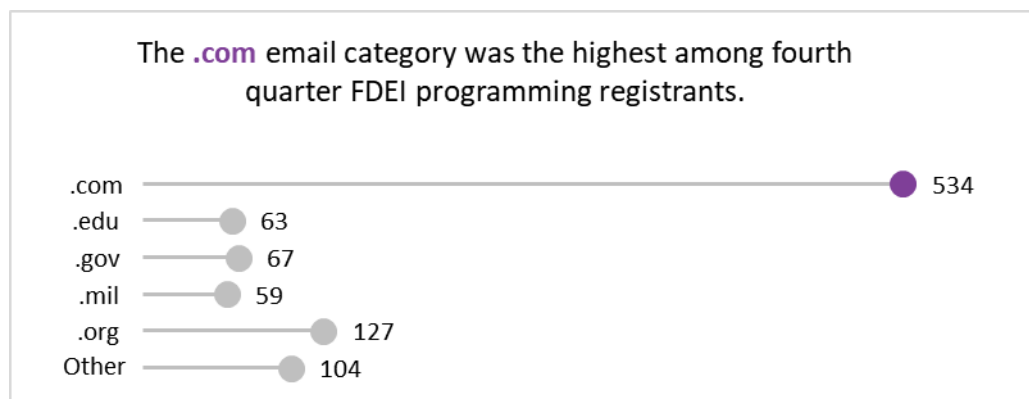 The .com email category was the highest among fourth
quarter FDEI programming registrants.
.com 534
.edu 63
.gov 67
.mil 59
.org 127
Other 104